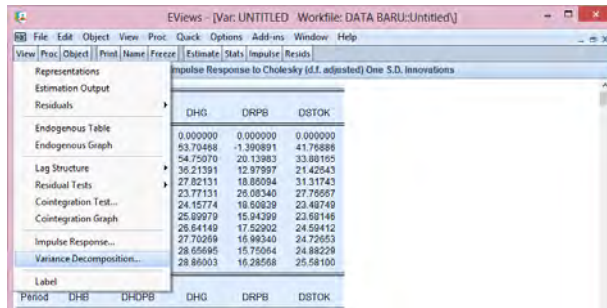 EViews - [Var: UNTITLED Workfile: DATA BARU::Untitled\]
File Edit Object View Proc Quick Options Add-ins Window Help
View Proc Object Print Name Freeze Estimate Stats Impulse Resids
Representations
Estimation Output
Residuals
Endogenous Table
Endogenous Graph
Lag Structure
Residual Tests
Cointegration Test...
Cointegration Graph
Impulse Response...
Variance Decomposition...
Label
Impulse Response to Cholesky (d.f. adjusted) One S.D. Innovations
DHG DRPB DSTOK
0.000000 0.000000 0.000000
53.70468 -1.390891 41.76886
54.75070 20.13983 33.88165
36.21391 12.97997 21.42643
27.82131 18.86094 31.31743
23.77131 26.08340 27.76667
24.15774 18.60839 23.48749
25.89979 15.94399 23.68146
26.64149 17.52902 24.59412
27.70269 16.99340 24.72653
28.65695 15.75064 24.88229
28.86003 16.28568 25.58100
Period DHB DHDPB DHG DRPB DSTOK